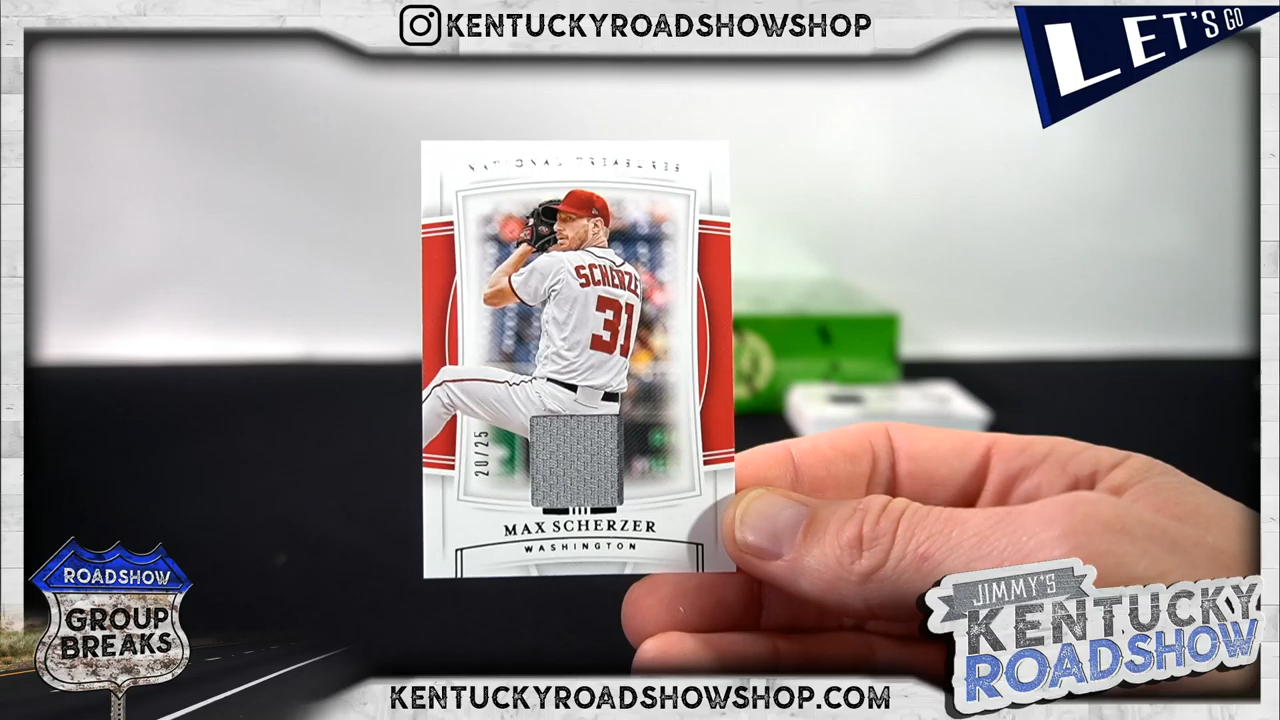 KENTUCKYROADSHOWSHOP
LET'S GO
NATIONAL TREASURES
SCHERZE
31
20/25
MAX SCHERZER
WASHINGTON
ROADSHOW
GROUP
BREAKS
JIMMY'S
KENTUCKY
ROADSHOW
KENTUCKYROADSHOWSHOP.COM